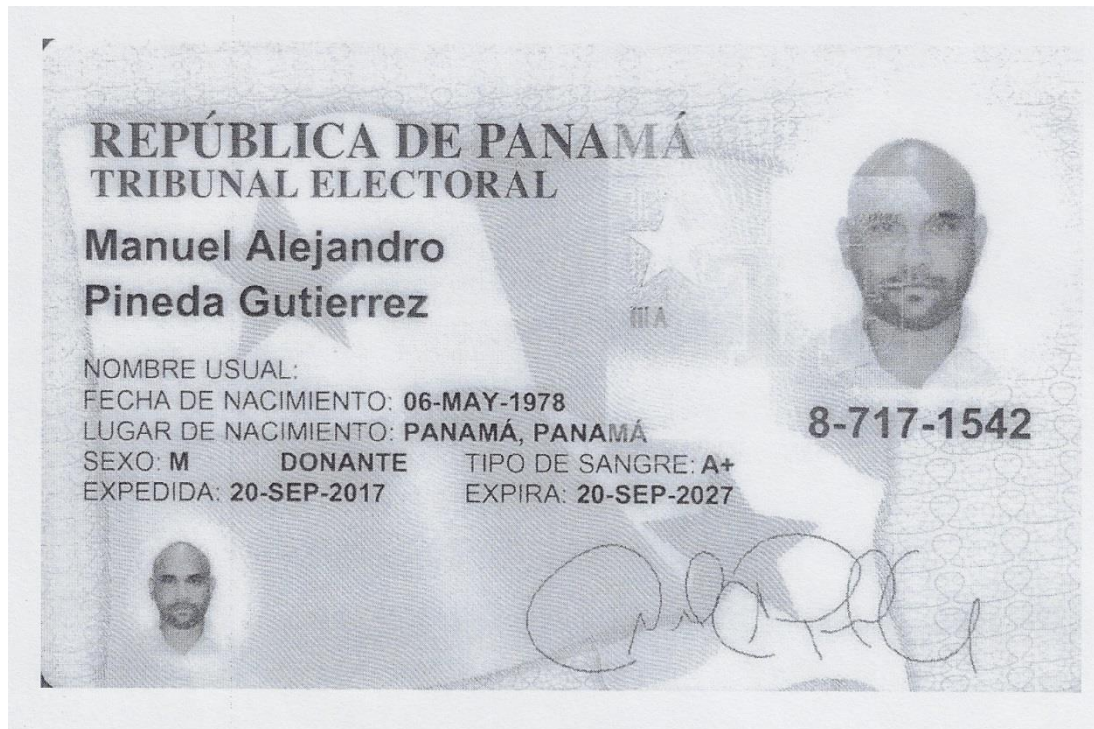 REPÚBLICA DE PANAMÁ
TRIBUNAL ELECTORAL
Manuel Alejandro
Pineda Gutierrez
NOMBRE USUAL:
FECHA DE NACIMIENTO: 06-MAY-1978
LUGAR DE NACIMIENTO: PANAMÁ, PANAMÁ
SEXO: M DONANTE TIPO DE SANGRE: A+
EXPEDIDA: 20-SEP-2017 EXPIRA: 20-SEP-2027
8-717-1542